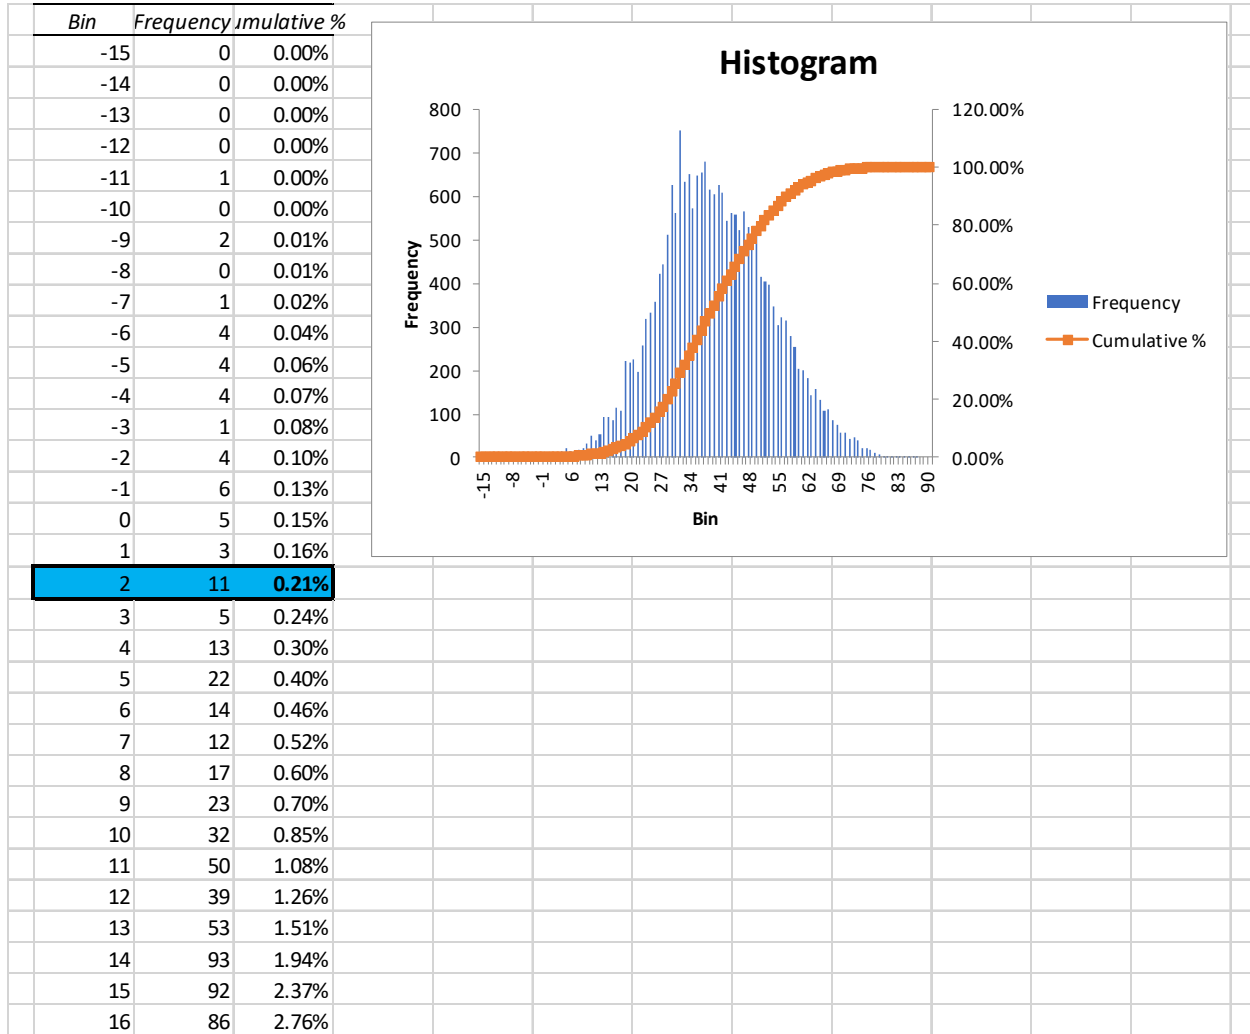 Bin Frequency umulative %
-15 0 0.00%
-14 0 0.00%
-13 0 0.00%
-12 0 0.00%
-11 1 0.00%
-10 0 0.00%
-9 2 0.01%
-8 0 0.01%
-7 1 0.02%
-6 4 0.04%
-5 4 0.06%
-4 4 0.07%
-3 1 0.08%
-2 4 0.10%
-1 6 0.13%
0 5 0.15%
1 3 0.16%
2 11 0.21%
3 5 0.24%
4 13 0.30%
5 22 0.40%
6 14 0.46%
7 12 0.52%
8 17 0.60%
9 23 0.70%
10 32 0.85%
11 50 1.08%
12 39 1.26%
13 53 1.51%
14 93 1.94%
15 92 2.37%
16 86 2.76%
Histogram
800
700
600
500
400
300
200
100
0
Frequency
120.00%
100.00%
80.00%
60.00%
40.00%
20.00%
0.00%
-15 -8 -1 6 13 20 27 34 41 48 55 62 69 76 83 90
Bin
Frequency
Cumulative %